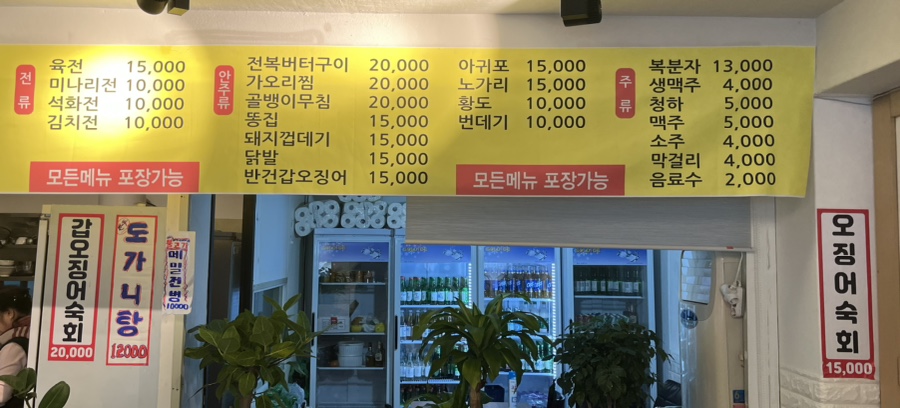 전류
육전 15,000
미나리전 10,000
석화전 10,000
김치전 10,000
안주류
전복버터구이 20,000
가오리찜 20,000
골뱅이무침 20,000
똥집 15,000
돼지껍데기 15,000
닭발 15,000
반건갑오징어 15,000
아귀포 15,000
노가리 15,000
황도 10,000
번데기 10,000
주류
복분자 13,000
생맥주 4,000
청하 5,000
맥주 5,000
소주 4,000
막걸리 4,000
음료수 2,000
모든메뉴 포장가능
모든메뉴 포장가능
갑오징어숙회
20,000
도가니탕
12000
메밀전병
10000
오징어숙회
15,000